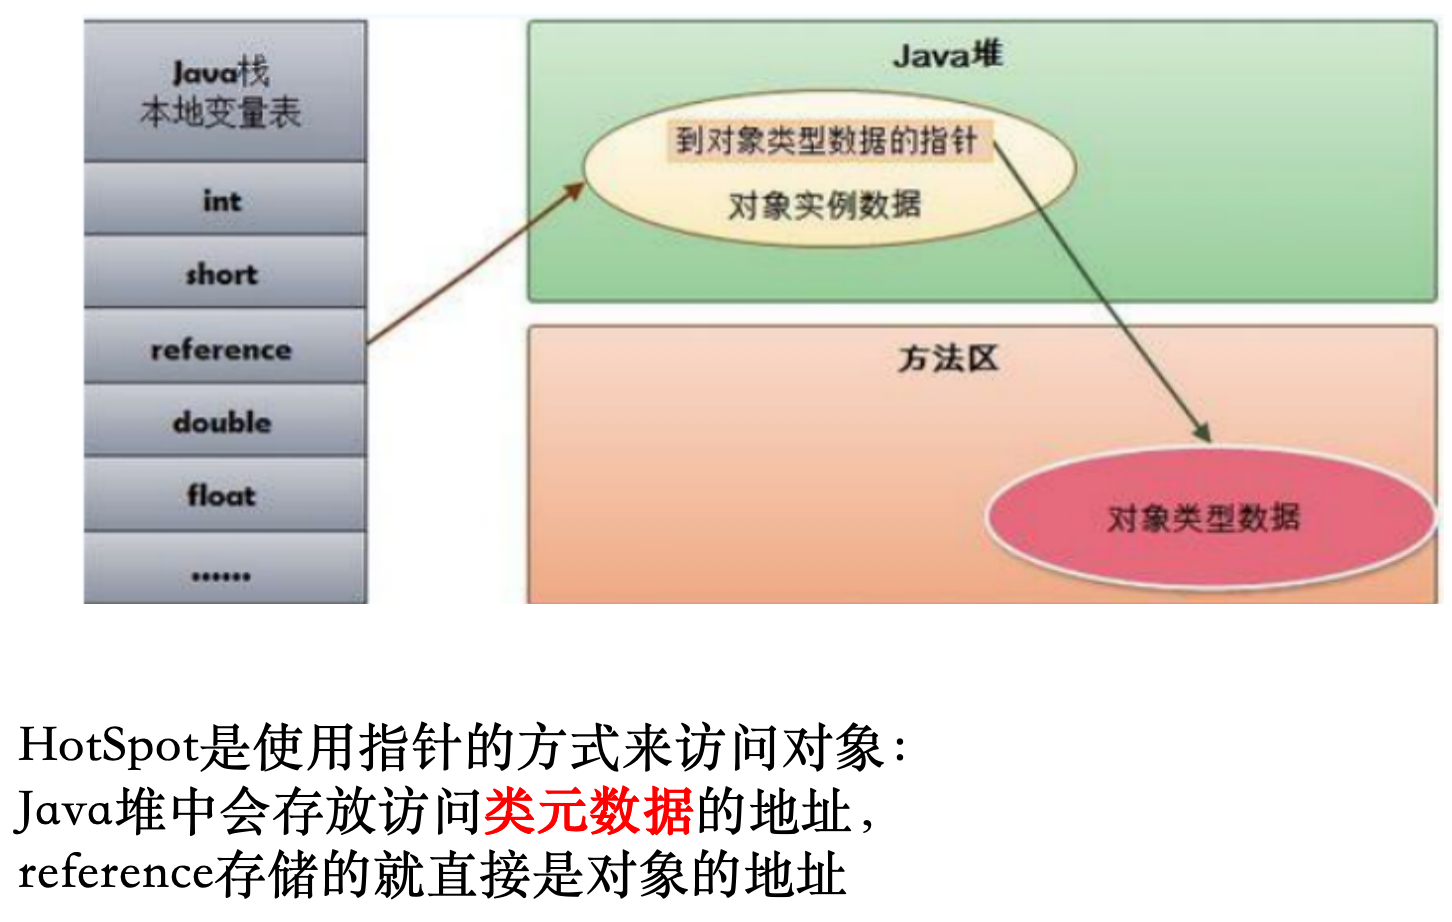 Java栈
本地变量表
int
short
reference
double
float
......
Java堆
到对象类型数据的指针
对象实例数据
方法区
对象类型数据
HotSpot是使用指针的方式来访问对象：
Java堆中会存放访问类元数据的地址，
reference存储的就直接是对象的地址